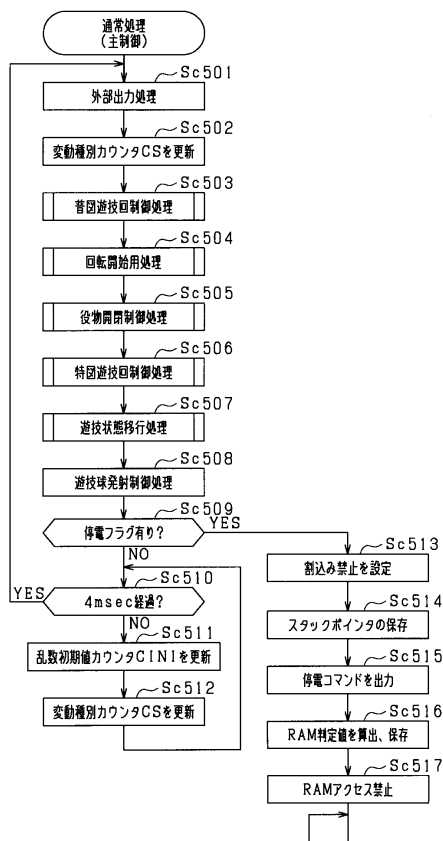 通常処理
(主制御)
Sc501
外部出力処理
Sc502
変動種別カウンタCSを更新
Sc503
普図遊技回制御処理
Sc504
回転開始用処理
Sc505
役物開閉制御処理
Sc506
特図遊技回制御処理
Sc507
遊技状態移行処理
Sc508
遊技球発射制御処理
Sc509
停電フラグ有り?
YES
NO
Sc510
4msec経過?
YES
NO
Sc511
乱数初期値カウンタCINIを更新
Sc512
変動種別カウンタCSを更新
Sc513
割込み禁止を設定
Sc514
スタックポインタの保存
Sc515
停電コマンドを出力
Sc516
RAM判定値を算出、保存
Sc517
RAMアクセス禁止